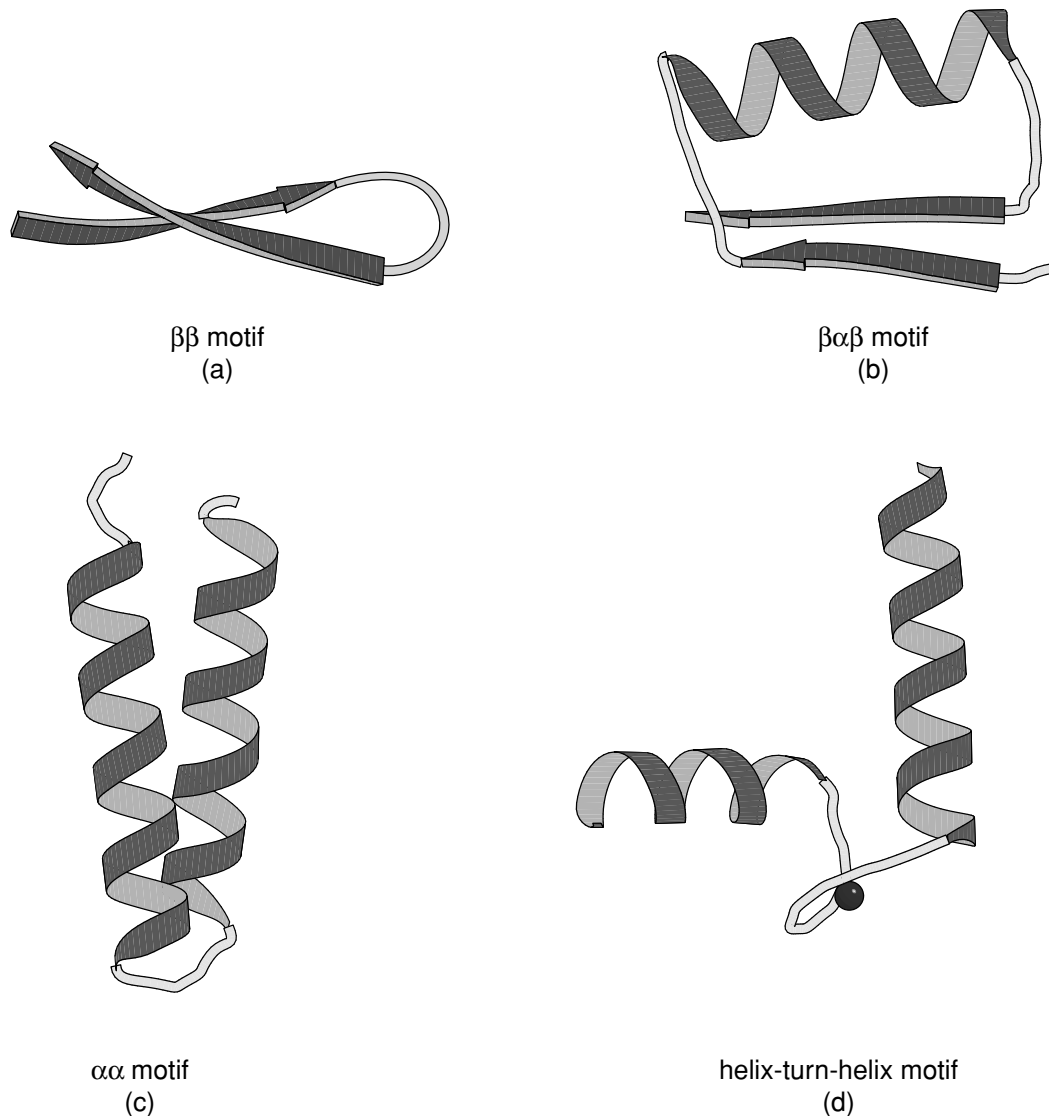 ββ motif
(a)
βαβ motif
(b)
αα motif
(c)
helix-turn-helix motif
(d)